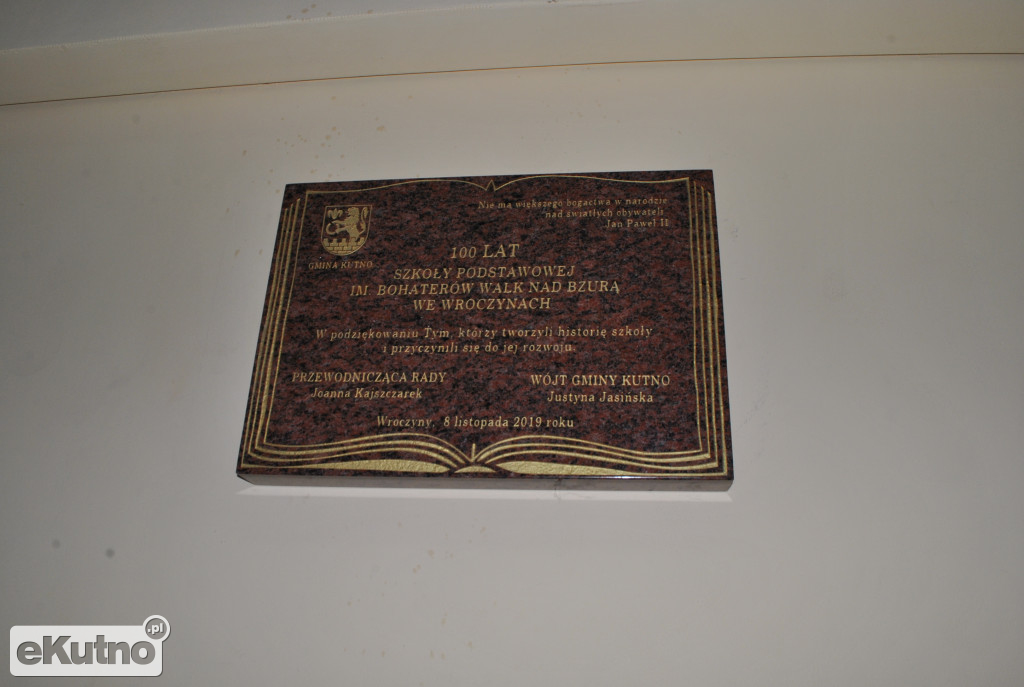 Nie ma większego bogactwa w narodzie
nad światłych obywateli
Jan Paweł II
GMINA KUTNO
100 LAT
SZKOŁY PODSTAWOWEJ
IM BOHATERÓW WALK NAD BZURĄ
WE WROCZYNACH
W podziękowaniu Tym, którzy tworzyli historię szkoły
i przyczynili się do jej rozwoju.
PRZEWODNICZĄCA RADY
Joanna Kajszczarek
WÓJT GMINY KUTNO
Justyna Jasińska
Wroczyny, 8 listopada 2019 roku
eKutno.pl